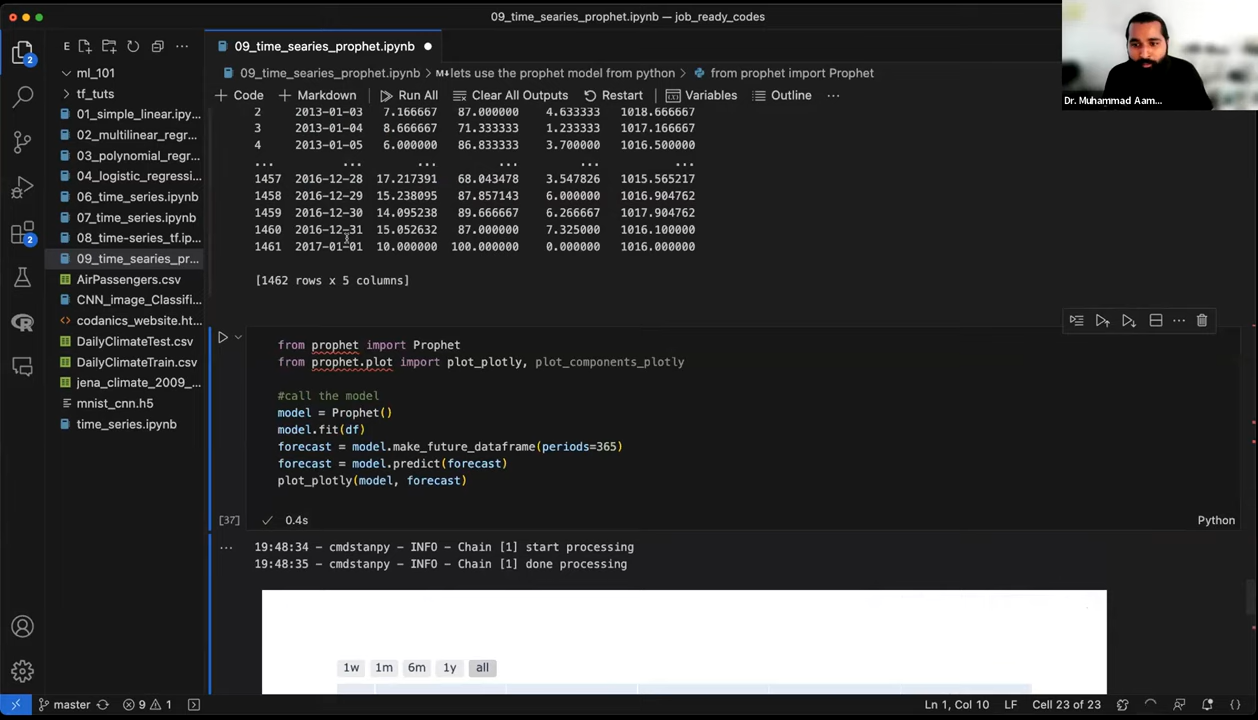 09_time_searies_prophet.ipynb — job_ready_codes
E
2
ml_101
tf_tuts
01_simple_linear.ipy...
02_multilinear_regr...
03_polynomial_regr...
04_logistic_regressi...
06_time_series.ipynb
07_time_series.ipynb
08_time-series_tf.ip...
09_time_searies_pr...
AirPassengers.csv
CNN_image_Classifi...
codanics_website.ht...
DailyClimateTest.csv
DailyClimateTrain.csv
jena_climate_2009_...
mnist_cnn.h5
time_series.ipynb
2
09_time_searies_prophet.ipynb
09_time_searies_prophet.ipynb > M↓lets use the prophet model from python > from prophet import Prophet
+ Code + Markdown Run All Clear All Outputs Restart Variables Outline ...
2 2013-01-03 7.166667 87.000000 4.633333 1018.666667
3 2013-01-04 8.666667 71.333333 1.233333 1017.166667
4 2013-01-05 6.000000 86.833333 3.700000 1016.500000
... ... ... ... ... ...
1457 2016-12-28 17.217391 68.043478 3.547826 1015.565217
1458 2016-12-29 15.238095 87.857143 6.000000 1016.904762
1459 2016-12-30 14.095238 89.666667 6.266667 1017.904762
1460 2016-12-31 15.052632 87.000000 7.325000 1016.100000
1461 2017-01-01 10.000000 100.000000 0.000000 1016.000000
[1462 rows x 5 columns]
from prophet import Prophet
from prophet.plot import plot_plotly, plot_components_plotly
#call the model
model = Prophet()
model.fit(df)
forecast = model.make_future_dataframe(periods=365)
forecast = model.predict(forecast)
plot_plotly(model, forecast)
[37] 0.4s Python
... 19:48:34 - cmdstanpy - INFO - Chain [1] start processing
19:48:35 - cmdstanpy - INFO - Chain [1] done processing
1w 1m 6m 1y all
Dr. Muhammad Aam...
master 9 1 Ln 1, Col 10 LF Cell 23 of 23